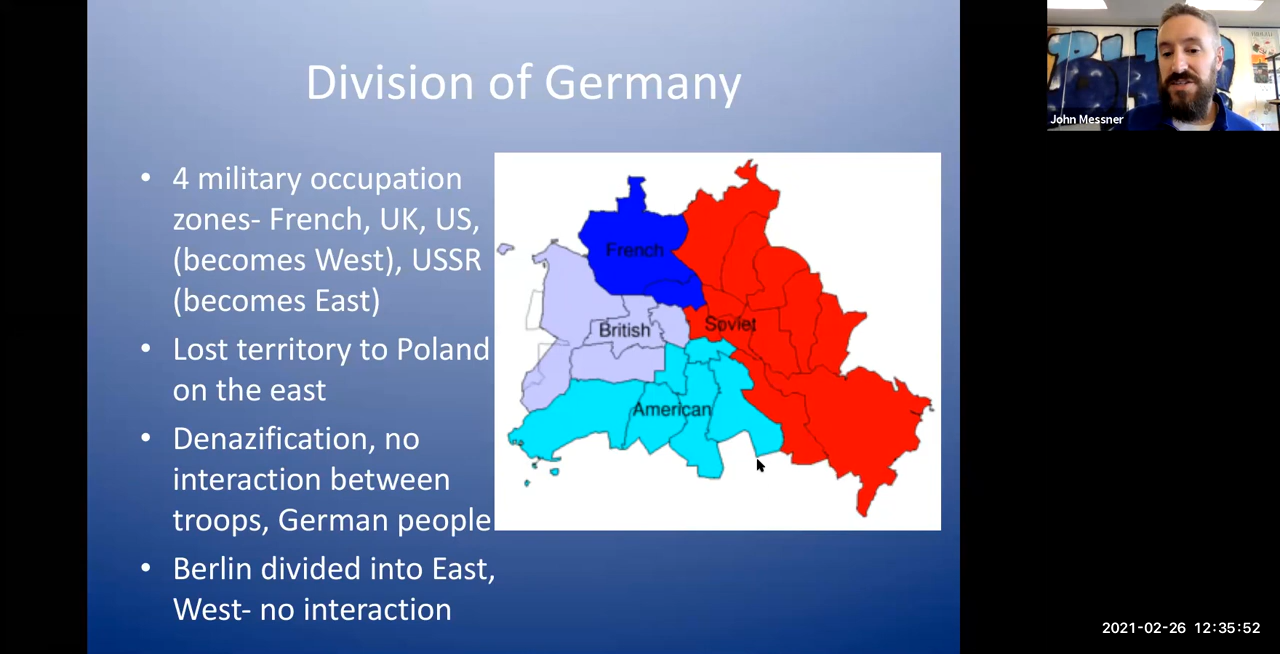 Division of Germany
• 4 military occupation
zones- French, UK, US,
(becomes West), USSR
(becomes East)
• Lost territory to Poland
on the east
• Denazification, no
interaction between
troops, German people
• Berlin divided into East,
West- no interaction
French
British
Soviet
American
John Messner
2021-02-26 12:35:52